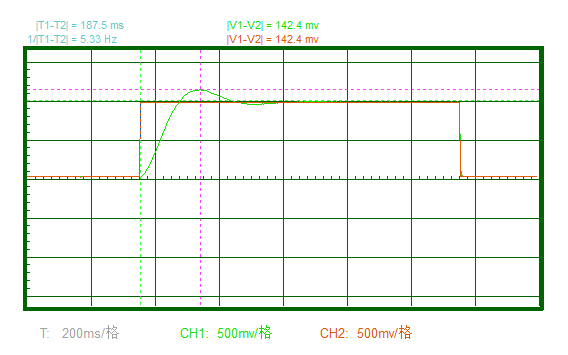 |T1-T2| = 187.5 ms |V1-V2| = 142.4 mv
1/|T1-T2| = 5.33 Hz |V1-V2| = 142.4 mv
T: 200ms/格 CH1: 500mv/格 CH2: 500mv/格